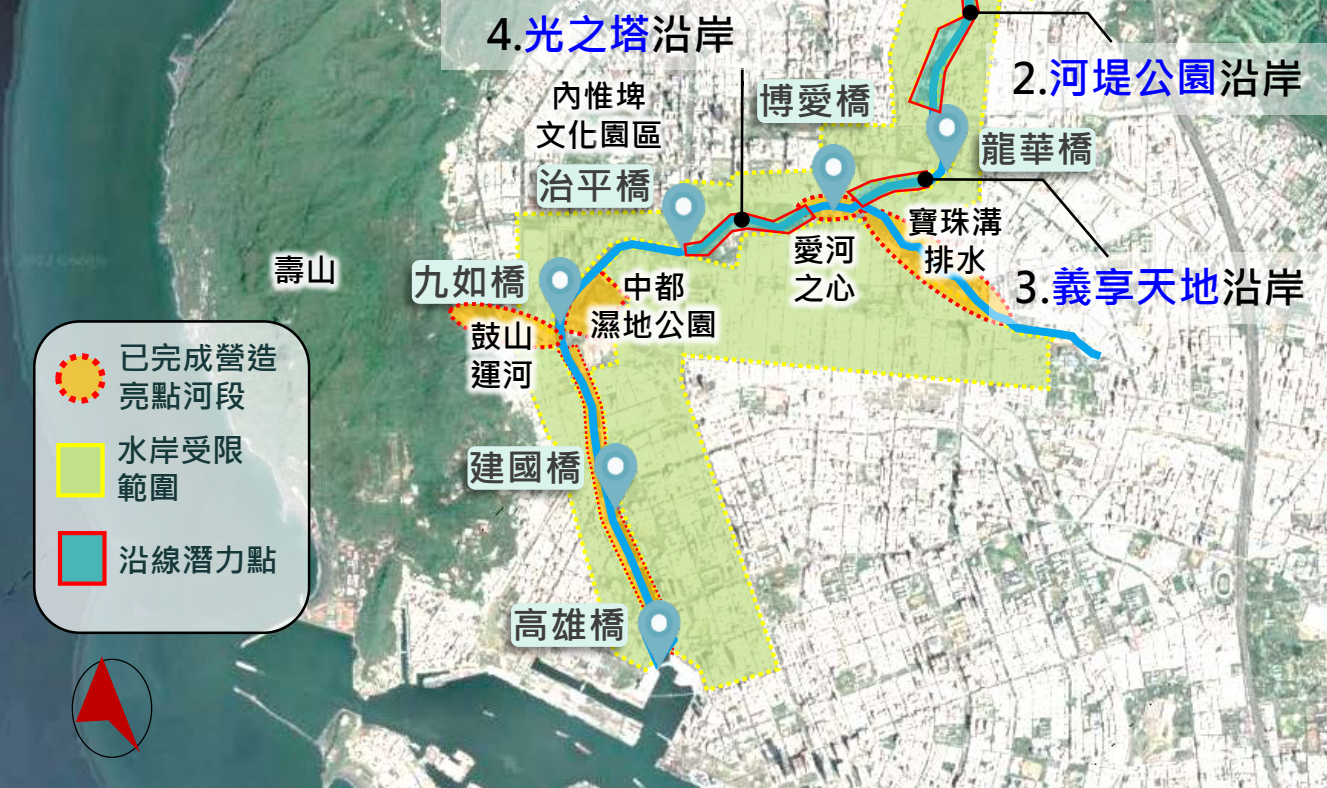 4.光之塔沿岸
2.河堤公園沿岸
內惟埤
文化園區
博愛橋
龍華橋
治平橋
寶珠溝
排水
愛河
之心
壽山
九如橋
中都
濕地公園
3.義享天地沿岸
鼓山
運河
已完成營造
亮點河段
水岸受限
範圍
建國橋
沿線潛力點
高雄橋